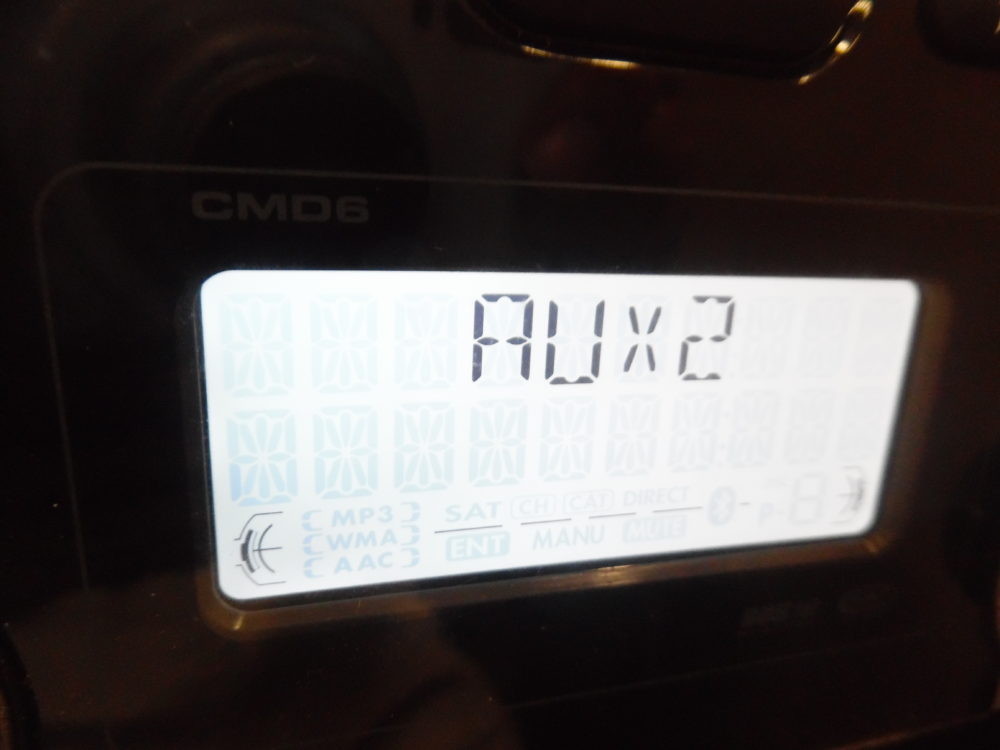 CMD6
AUX2
MP3 SAT CH CAT DIRECT
WMA ENT MANU MUTE
AAC